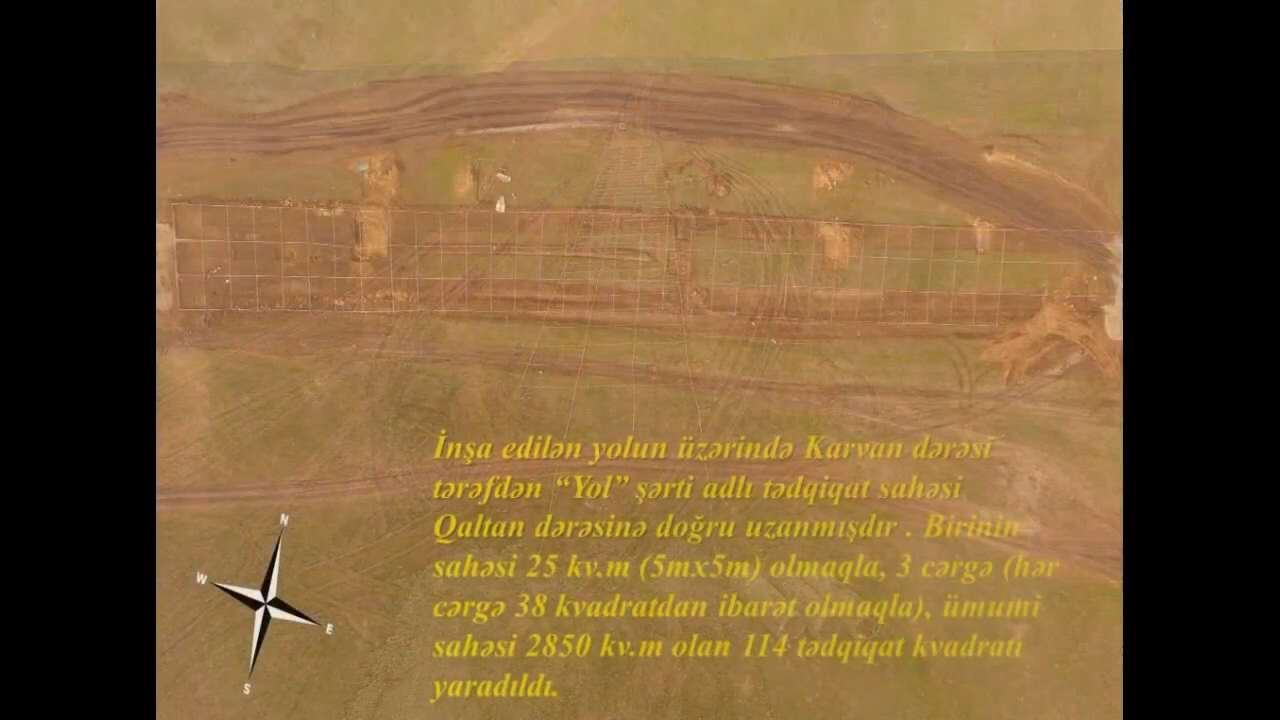 İnşa edilən yolun üzərində Karvan dərəsi
tərəfdən “Yol” şərti adlı tədqiqat sahəsi
Qaltan dərəsinə doğru uzanmışdır . Birinin
sahəsi 25 kv.m (5mx5m) olmaqla, 3 cərgə (hər
cərgə 38 kvadratdan ibarət olmaqla), ümumi
sahəsi 2850 kv.m olan 114 tədqiqat kvadratı
yaradıldı.
N
W
E
S